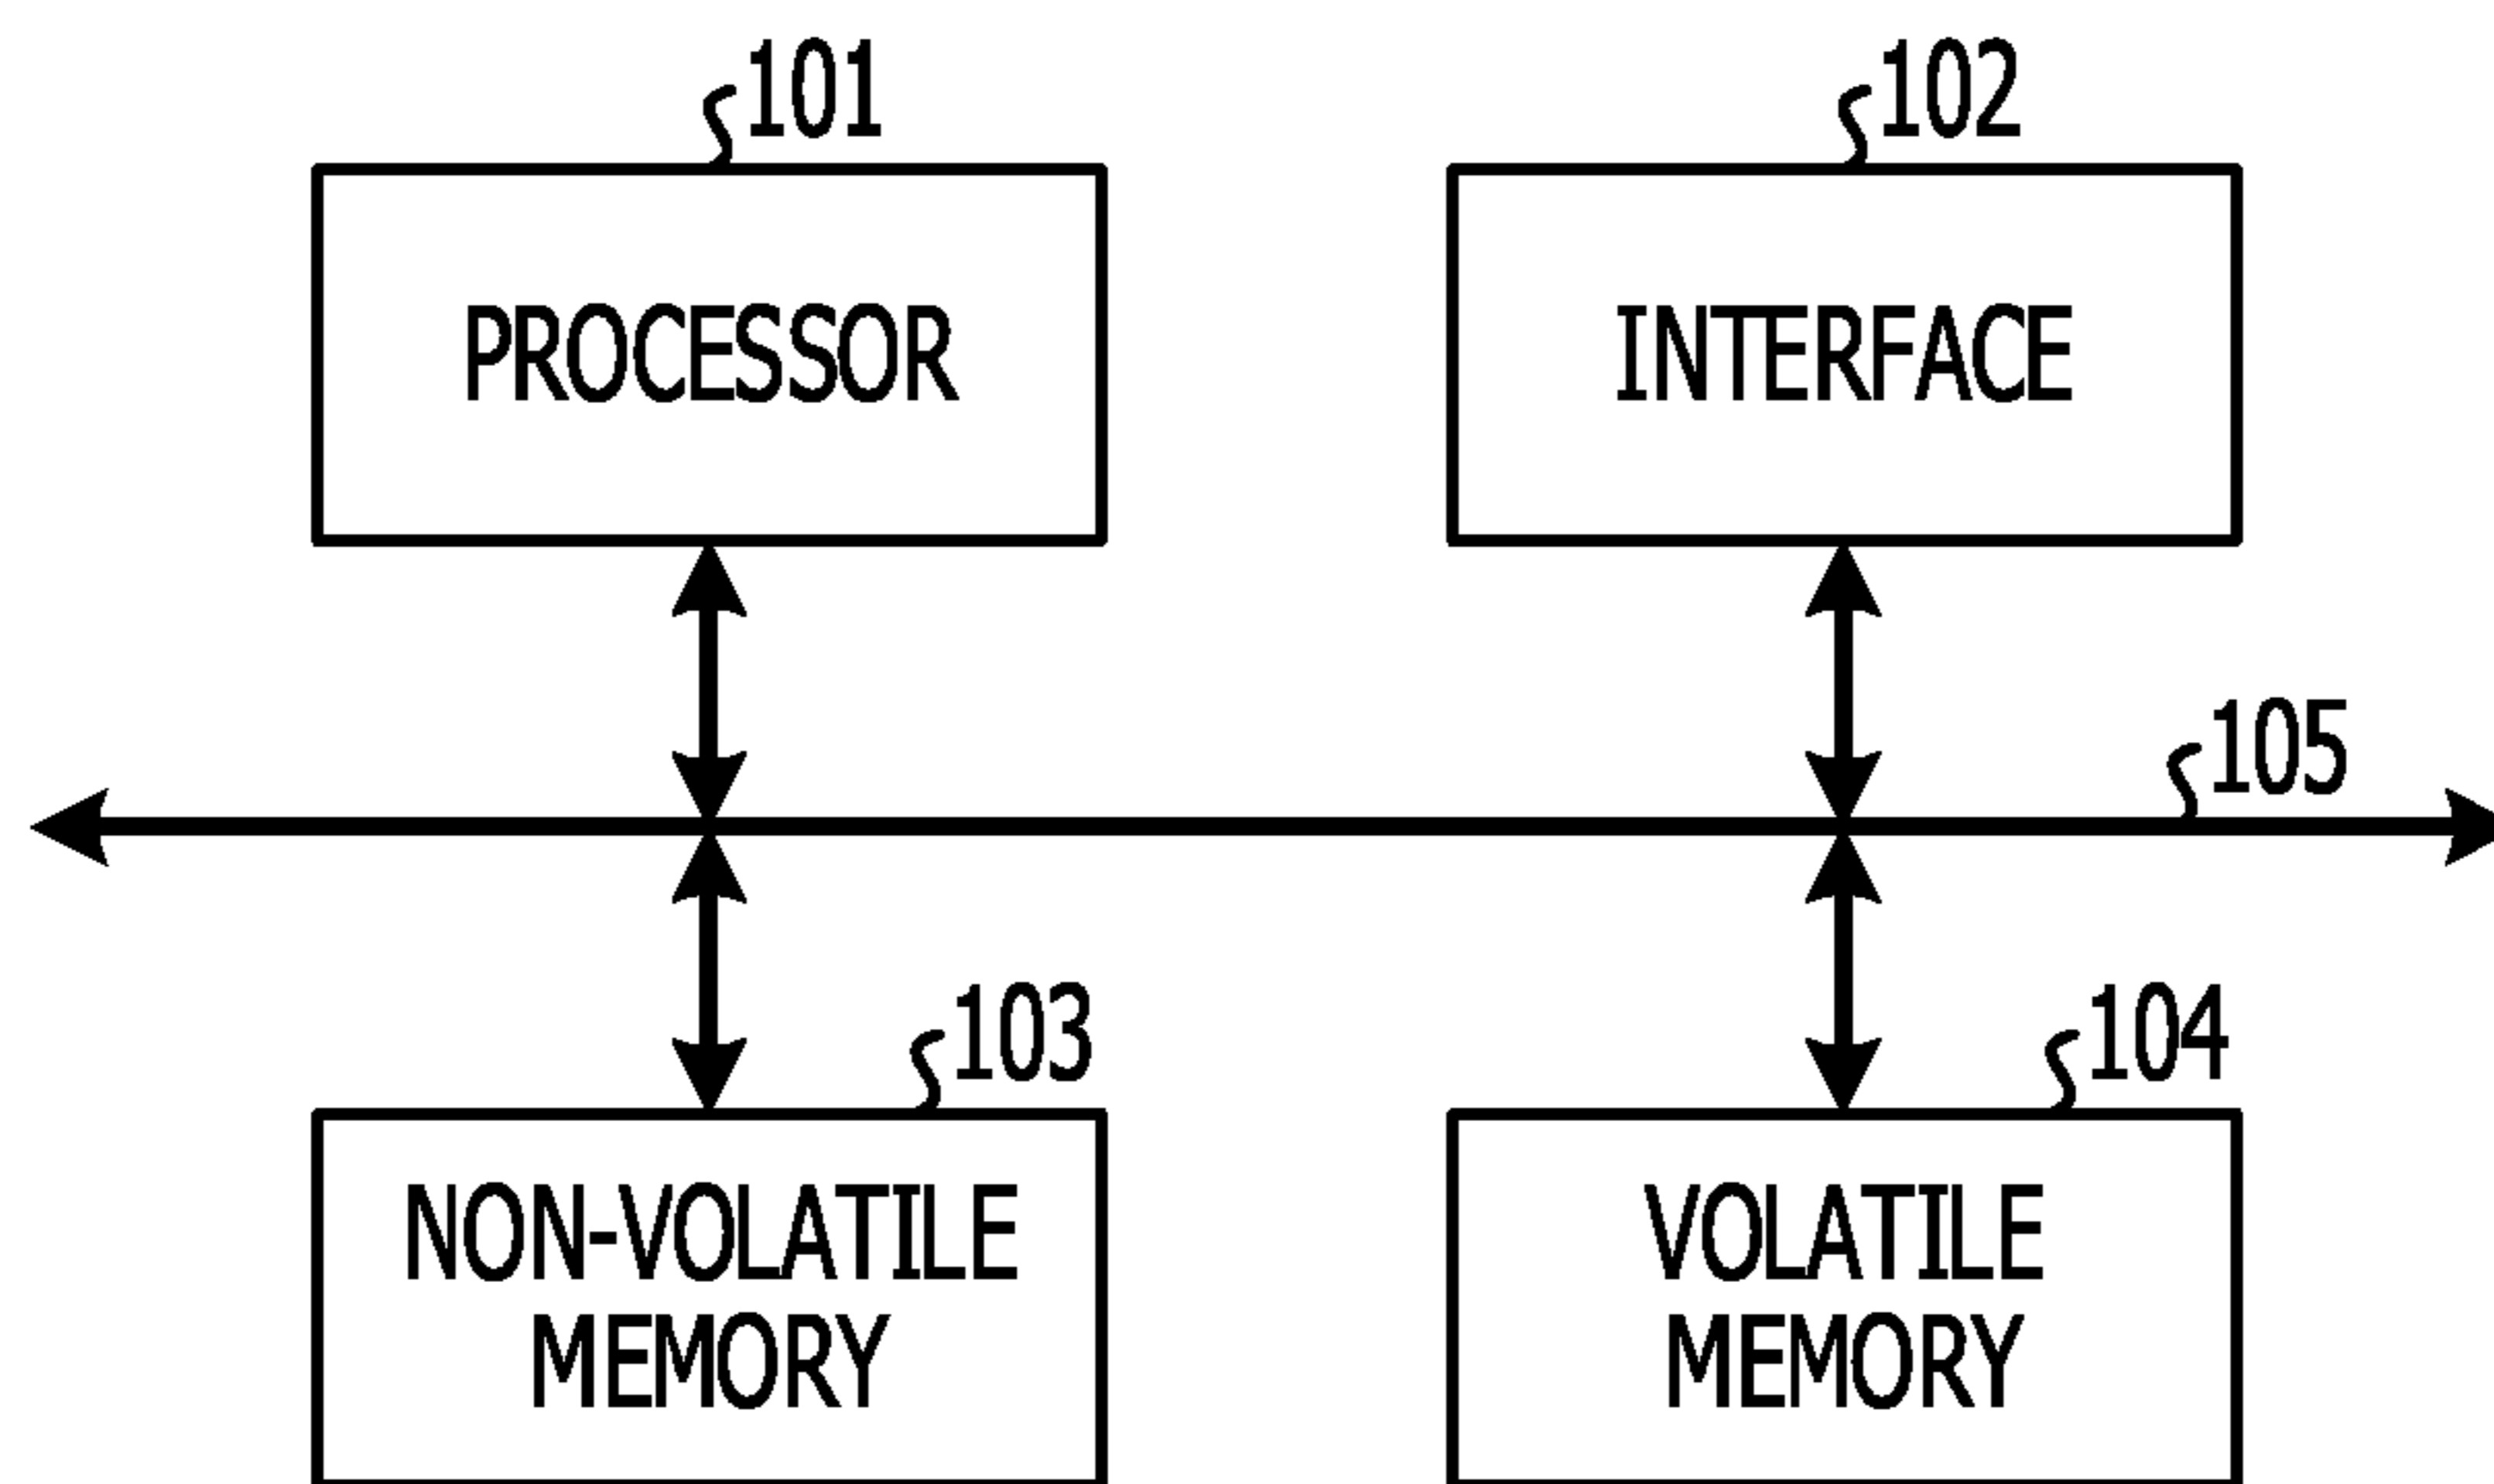 101
102
PROCESSOR
INTERFACE
105
103
104
NON-VOLATILE
MEMORY
VOLATILE
MEMORY